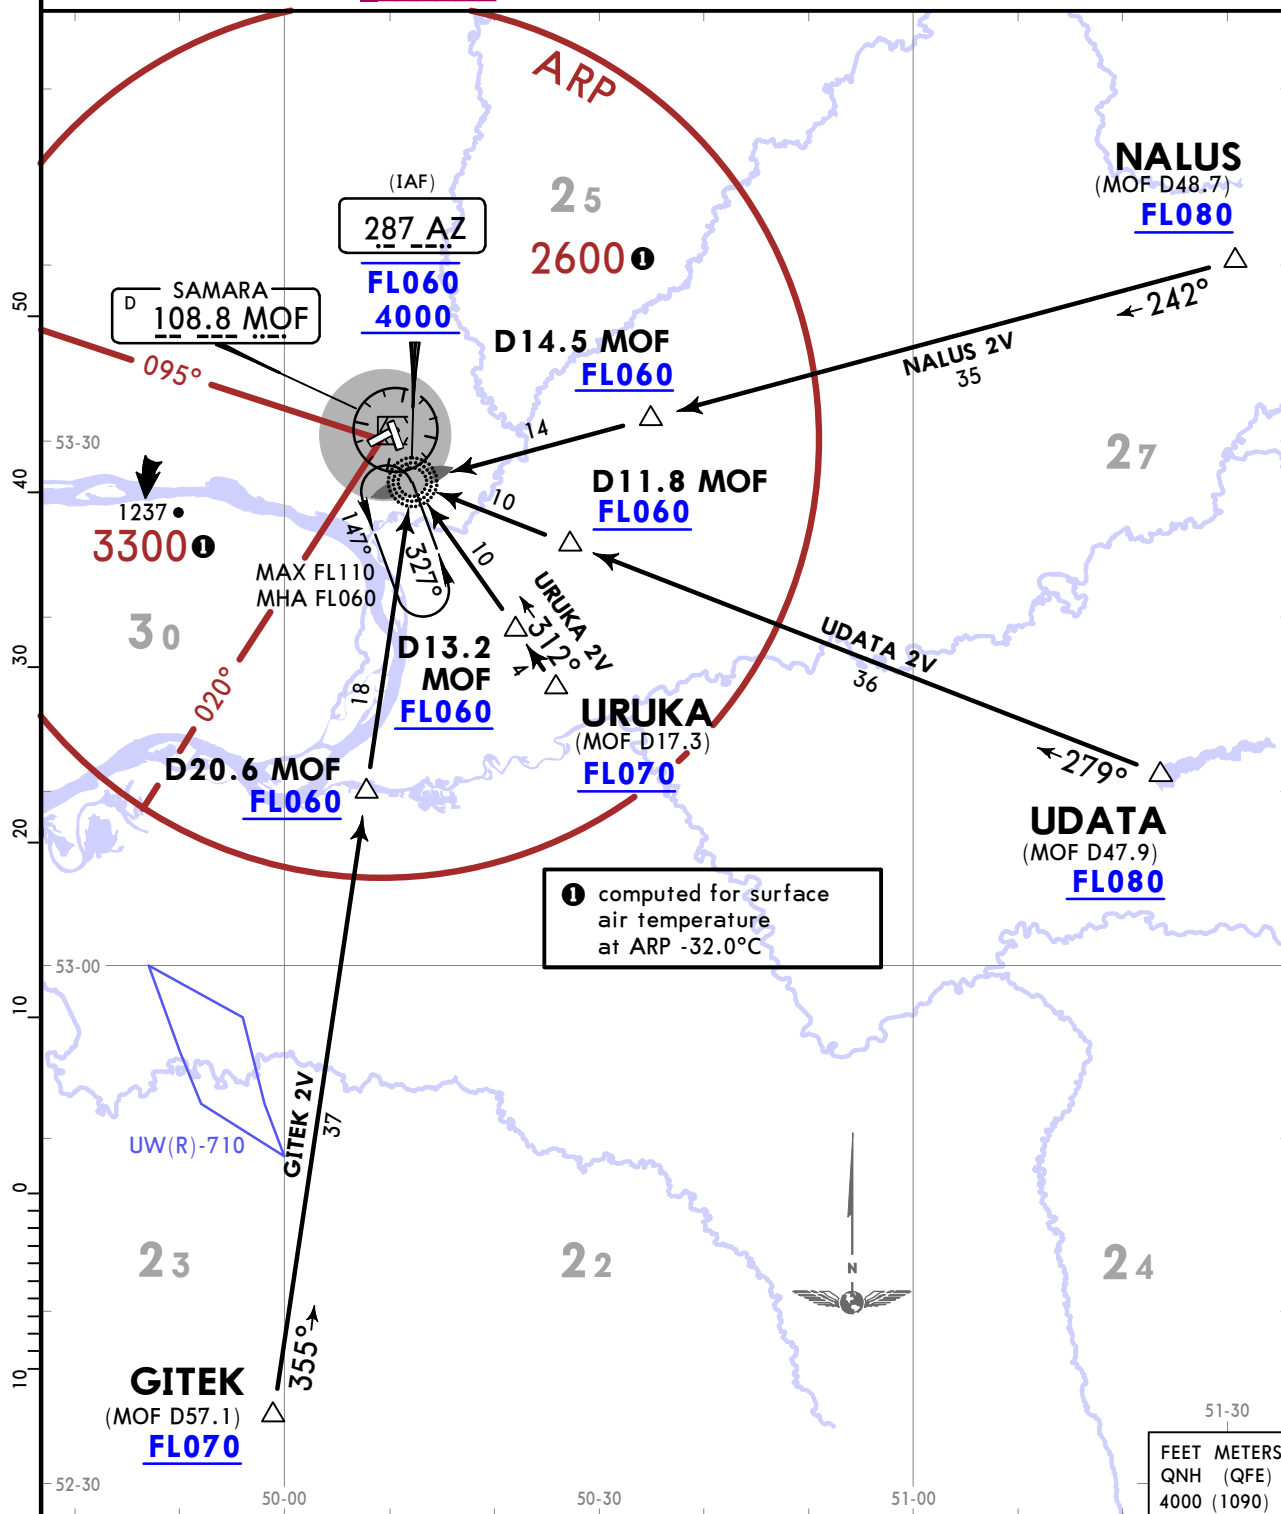 ARP
NALUS
(MOF D48.7)
FL080
(IAF)
287 AZ
FL060
4000
25
2600 ❶
D
SAMARA
108.8 MOF
242°
NALUS 2V
35
D14.5 MOF
FL060
14
095°
53-30
50
40
30
20
10
0
10
27
D11.8 MOF
FL060
10
1237
3300 ❶
147°
327°
MAX FL110
MHA FL060
10
URUKA 2V
312°
4
30
D13.2
MOF
FL060
UDATA 2V
36
279°
URUKA
(MOF D17.3)
FL070
020°
18
D20.6 MOF
FL060
UDATA
(MOF D47.9)
FL080
❶ computed for surface
air temperature
at ARP -32.0°C
53-00
UW(R)-710
GITEK 2V
37
23
22
24
N
355°
GITEK
(MOF D57.1)
FL070
51-30
52-30
50-00
50-30
51-00
FEET METERS
QNH (QFE)
4000 (1090)